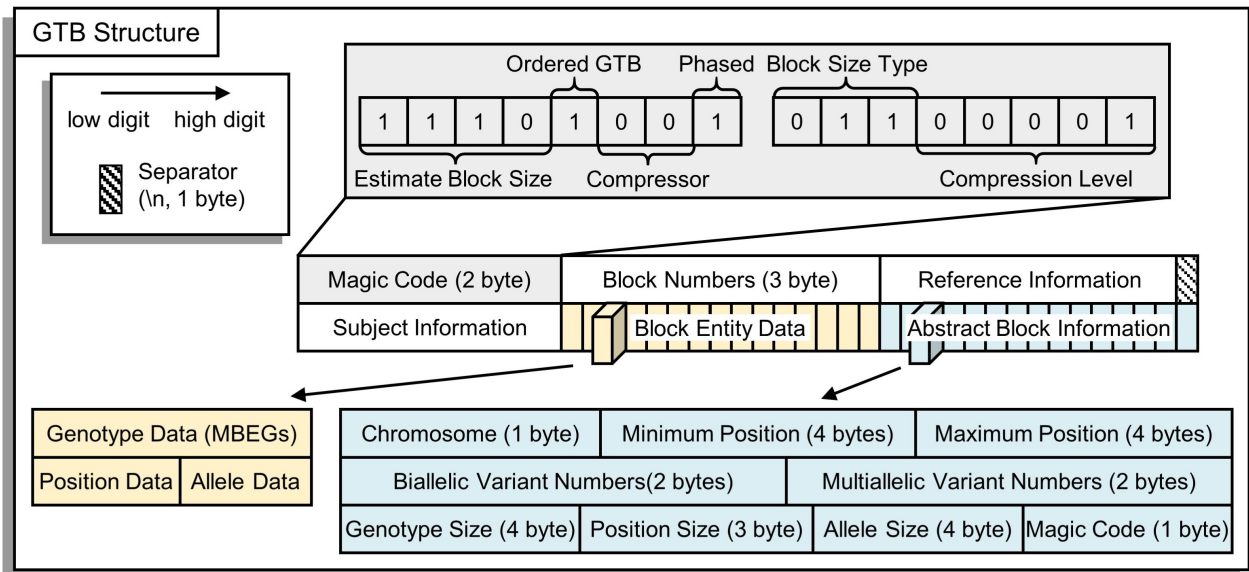 GTB Structure
low digit high digit
Separator
(\n, 1 byte)
Ordered GTB Phased Block Size Type
1 1 1 0 1 0 0 1 0 1 1 0 0 0 0 1
Estimate Block Size Compressor Compression Level
Magic Code (2 byte) Block Numbers (3 byte) Reference Information
Subject Information Block Entity Data Abstract Block Information
Genotype Data (MBEGs)
Position Data Allele Data
Chromosome (1 byte) Minimum Position (4 bytes) Maximum Position (4 bytes)
Biallelic Variant Numbers(2 bytes) Multiallelic Variant Numbers (2 bytes)
Genotype Size (4 byte) Position Size (3 byte) Allele Size (4 byte) Magic Code (1 byte)